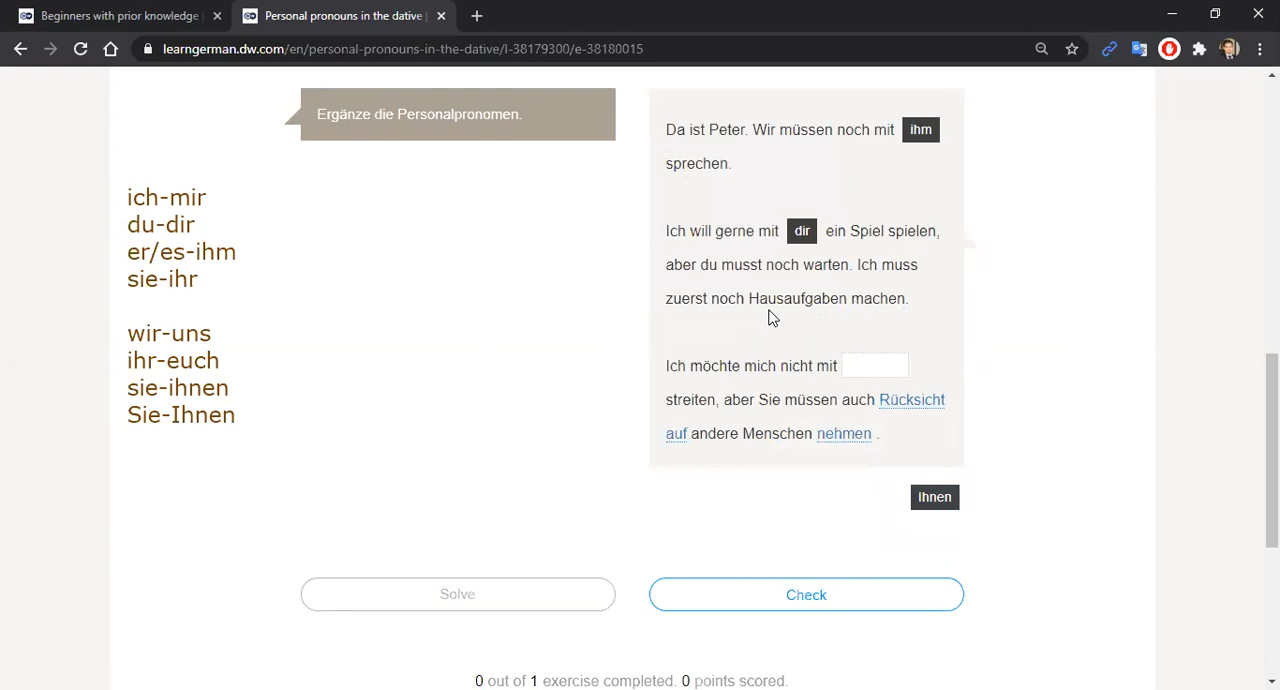 Beginners with prior knowledge
Personal pronouns in the dative |
learngerman.dw.com/en/personal-pronouns-in-the-dative/l-38179300/e-38180015
Ergänze die Personalpronomen.
ich-mir
du-dir
er/es-ihm
sie-ihr
wir-uns
ihr-euch
sie-ihnen
Sie-Ihnen
Da ist Peter. Wir müssen noch mit ihm
sprechen.
Ich will gerne mit dir ein Spiel spielen,
aber du musst noch warten. Ich muss
zuerst noch Hausaufgaben machen.
Ich möchte mich nicht mit
streiten, aber Sie müssen auch Rücksicht
auf andere Menschen nehmen .
Ihnen
Solve
Check
0 out of 1 exercise completed. 0 points scored.